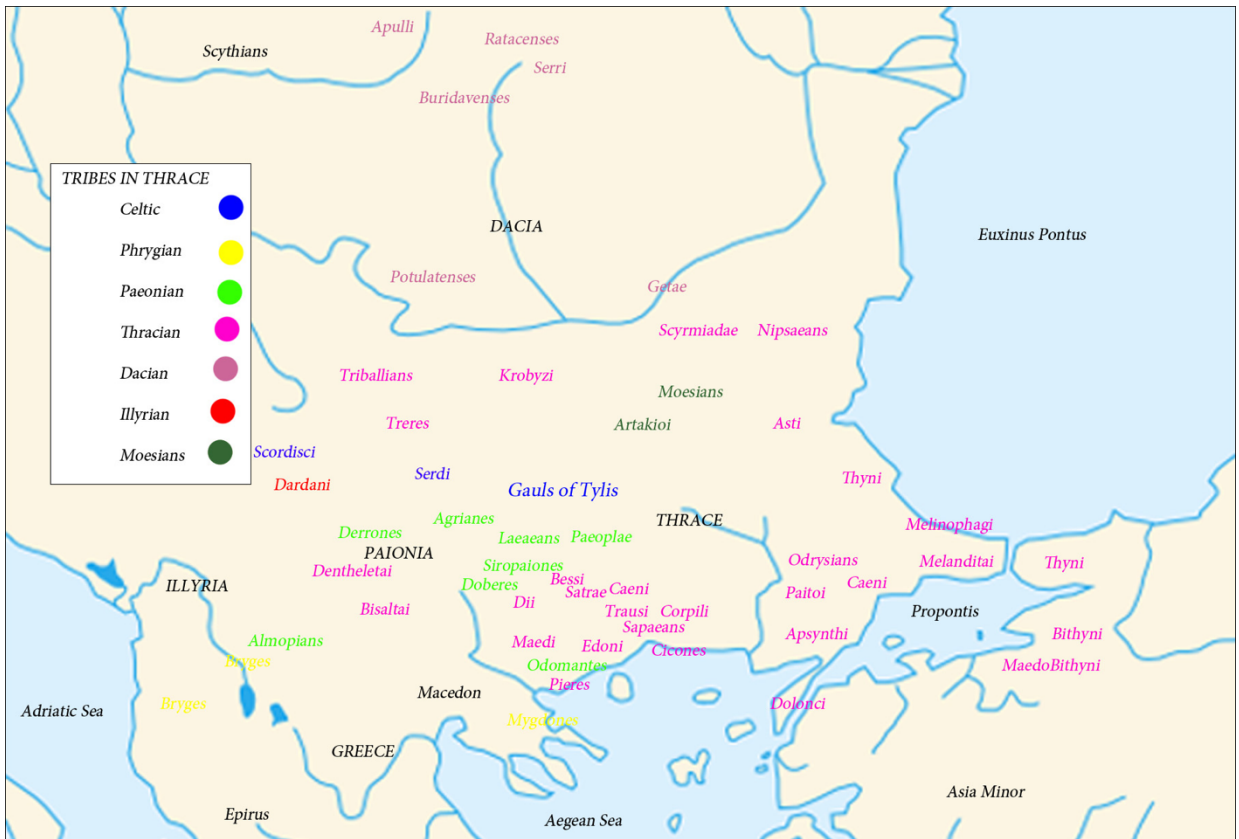 Apulli
Ratacenses
Scythians
Serri
Buridavenses
TRIBES IN THRACE
Celtic
Phrygian
Paeonian
Thracian
Dacian
Illyrian
Moesians
DACIA
Euxinus Pontus
Potulatenses
Getae
Scyrmiadae
Nipsaeans
Triballians
Krobyzi
Moesians
Treres
Artakioi
Asti
Scordisci
Serdi
Thyni
Dardani
Gauls of Tylis
Agrianes
THRACE
Melinophagi
Derrones
Laeaeans
Paeoplae
PAIONIA
Odrysians
Melanditai
Thyni
Dentheletai
Siropaiones
ILLYRIA
Doberes
Bessi
Satrae
Caeni
Paitoi
Caeni
Dii
Bisaltai
Trausi
Corpili
Propontis
Sapaeans
Apsynthi
Bithyni
Almopians
Maedi
Edoni
Cicones
Bryges
Odomantes
MaedoBithyni
Pieres
Macedon
Bryges
Dolonci
Adriatic Sea
Mygdones
GREECE
Asia Minor
Epirus
Aegean Sea